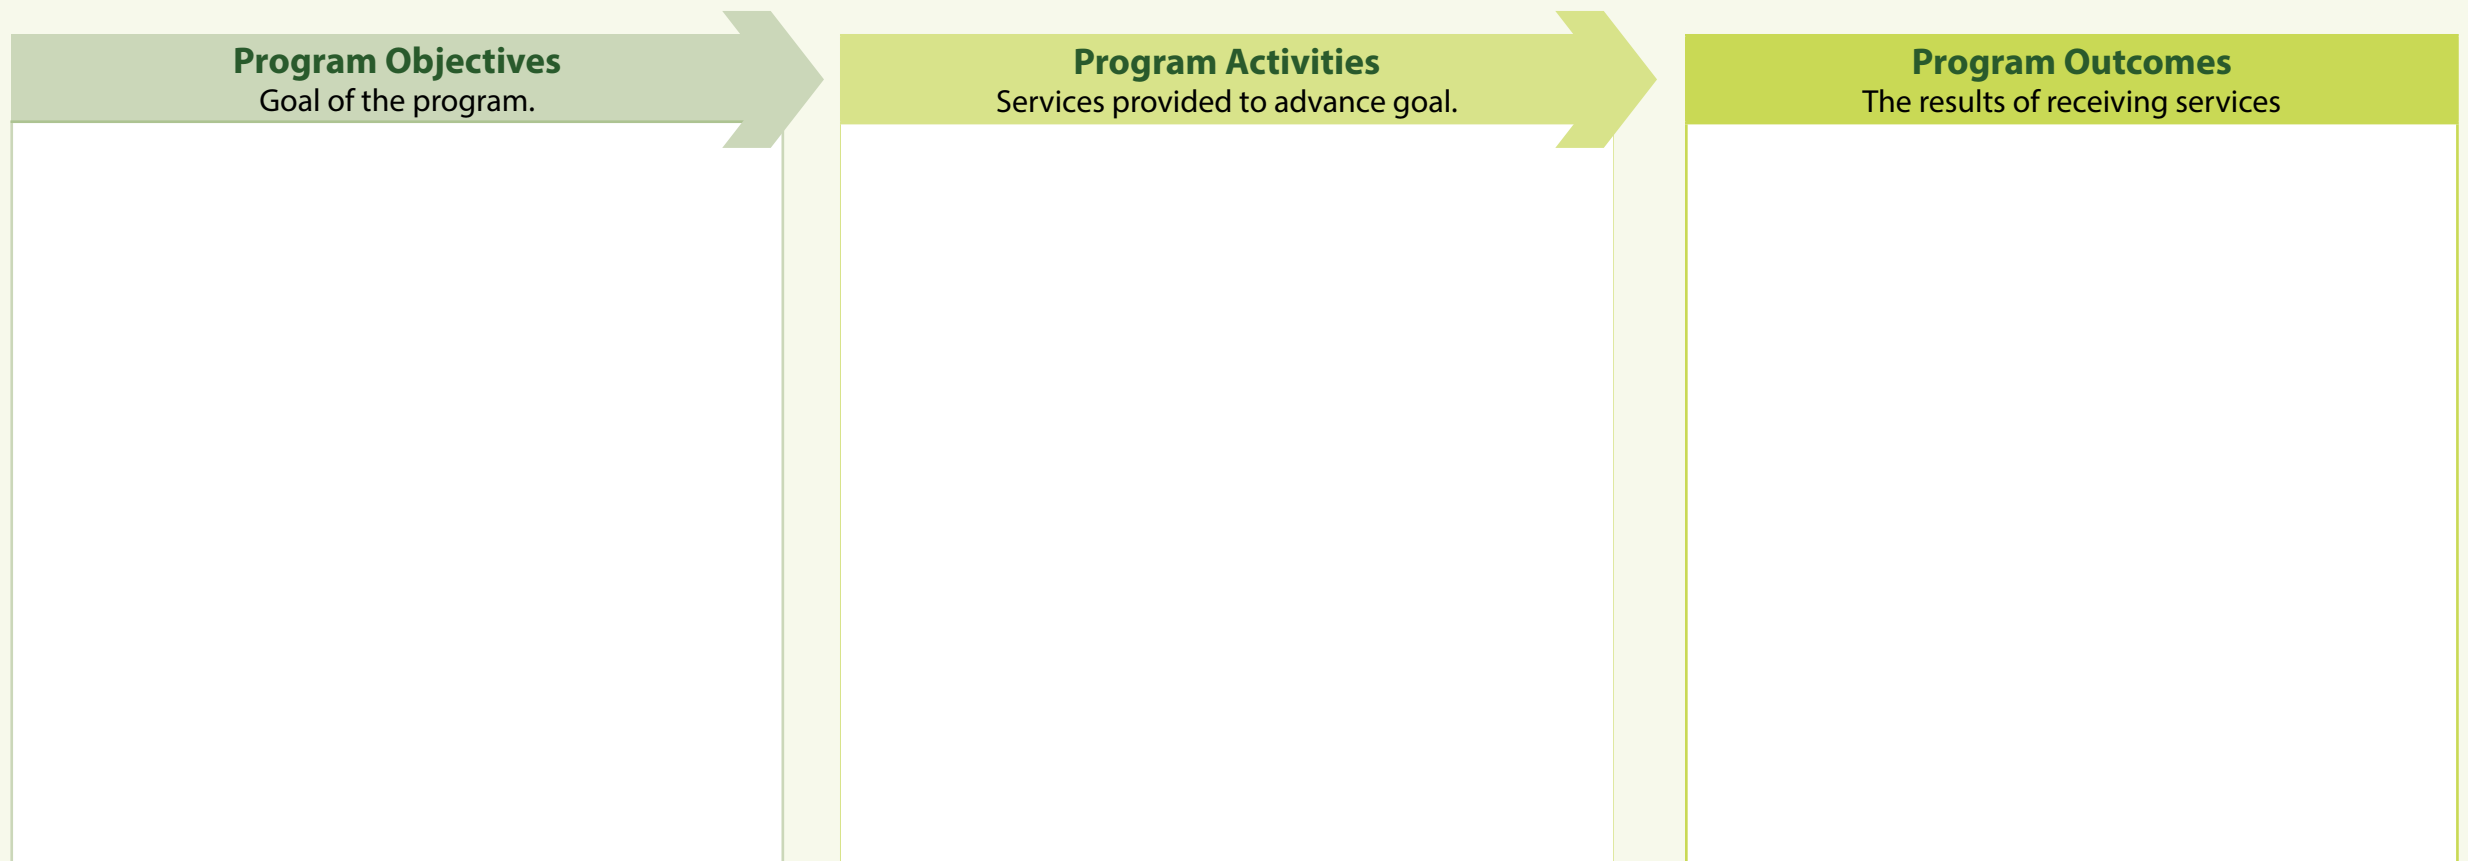 Program Objectives
Goal of the program.
Program Activities
Services provided to advance goal.
Program Outcomes
The results of receiving services